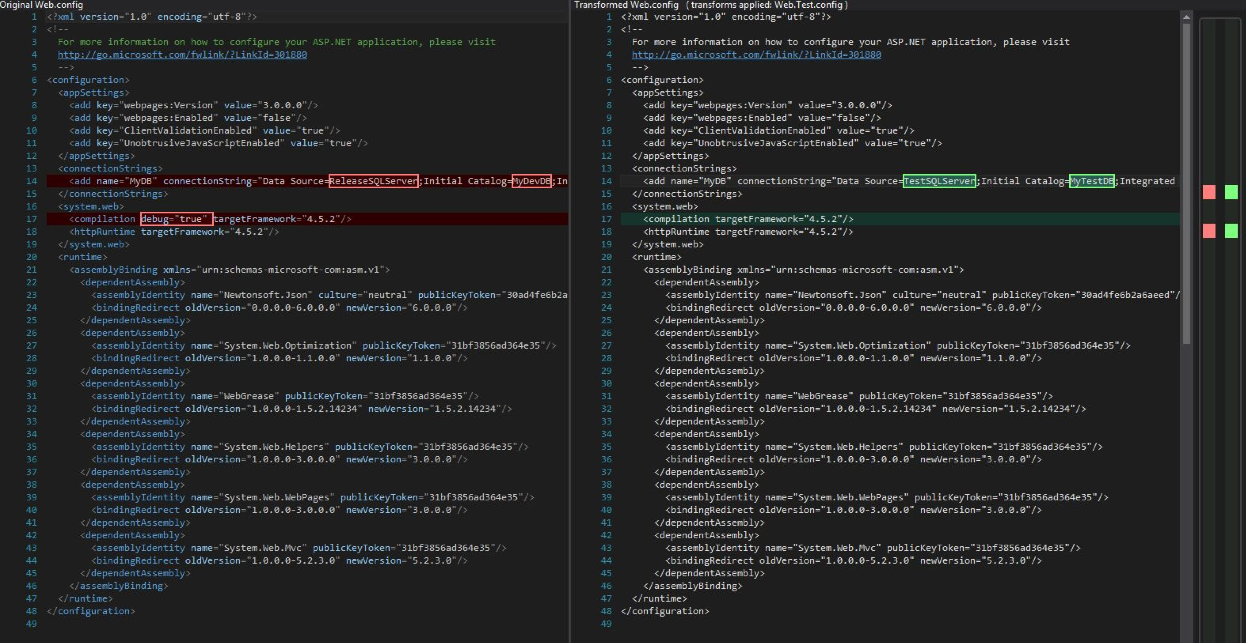 Original Web.config
1 <?xml version="1.0" encoding="utf-8"?>
2 <!--
3 For more information on how to configure your ASP.NET application, please visit
4 http://go.microsoft.com/fwlink/?LinkId=301880
5 -->
6 <configuration>
7 <appSettings>
8 <add key="webpages:Version" value="3.0.0.0"/>
9 <add key="webpages:Enabled" value="false"/>
10 <add key="ClientValidationEnabled" value="true"/>
11 <add key="UnobtrusiveJavaScriptEnabled" value="true"/>
12 </appSettings>
13 <connectionStrings>
14 <add name="MyDB" connectionString="Data Source=ReleaseSQLServer;Initial Catalog=MyDevDB;In
15 </connectionStrings>
16 <system.web>
17 <compilation debug="true" targetFramework="4.5.2"/>
18 <httpRuntime targetFramework="4.5.2"/>
19 </system.web>
20 <runtime>
21 <assemblyBinding xmlns="urn:schemas-microsoft-com:asm.v1">
22 <dependentAssembly>
23 <assemblyIdentity name="Newtonsoft.Json" culture="neutral" publicKeyToken="30ad4fe6b2a
24 <bindingRedirect oldVersion="0.0.0.0-6.0.0.0" newVersion="6.0.0.0"/>
25 </dependentAssembly>
26 <dependentAssembly>
27 <assemblyIdentity name="System.Web.Optimization" publicKeyToken="31bf3856ad364e35"/>
28 <bindingRedirect oldVersion="1.0.0.0-1.1.0.0" newVersion="1.1.0.0"/>
29 </dependentAssembly>
30 <dependentAssembly>
31 <assemblyIdentity name="WebGrease" publicKeyToken="31bf3856ad364e35"/>
32 <bindingRedirect oldVersion="1.0.0.0-1.5.2.14234" newVersion="1.5.2.14234"/>
33 </dependentAssembly>
34 <dependentAssembly>
35 <assemblyIdentity name="System.Web.Helpers" publicKeyToken="31bf3856ad364e35"/>
36 <bindingRedirect oldVersion="1.0.0.0-3.0.0.0" newVersion="3.0.0.0"/>
37 </dependentAssembly>
38 <dependentAssembly>
39 <assemblyIdentity name="System.Web.WebPages" publicKeyToken="31bf3856ad364e35"/>
40 <bindingRedirect oldVersion="1.0.0.0-3.0.0.0" newVersion="3.0.0.0"/>
41 </dependentAssembly>
42 <dependentAssembly>
43 <assemblyIdentity name="System.Web.Mvc" publicKeyToken="31bf3856ad364e35"/>
44 <bindingRedirect oldVersion="1.0.0.0-5.2.3.0" newVersion="5.2.3.0"/>
45 </dependentAssembly>
46 </assemblyBinding>
47 </runtime>
48 </configuration>
49
Transformed Web.config ( transforms applied: Web.Test.config )
1 <?xml version="1.0" encoding="utf-8"?>
2 <!--
3 For more information on how to configure your ASP.NET application, please visit
4 http://go.microsoft.com/fwlink/?LinkId=301880
5 -->
6 <configuration>
7 <appSettings>
8 <add key="webpages:Version" value="3.0.0.0"/>
9 <add key="webpages:Enabled" value="false"/>
10 <add key="ClientValidationEnabled" value="true"/>
11 <add key="UnobtrusiveJavaScriptEnabled" value="true"/>
12 </appSettings>
13 <connectionStrings>
14 <add name="MyDB" connectionString="Data Source=TestSQLServer;Initial Catalog=MyTestDB;Integrated
15 </connectionStrings>
16 <system.web>
17 <compilation targetFramework="4.5.2"/>
18 <httpRuntime targetFramework="4.5.2"/>
19 </system.web>
20 <runtime>
21 <assemblyBinding xmlns="urn:schemas-microsoft-com:asm.v1">
22 <dependentAssembly>
23 <assemblyIdentity name="Newtonsoft.Json" culture="neutral" publicKeyToken="30ad4fe6b2a6aeed"/
24 <bindingRedirect oldVersion="0.0.0.0-6.0.0.0" newVersion="6.0.0.0"/>
25 </dependentAssembly>
26 <dependentAssembly>
27 <assemblyIdentity name="System.Web.Optimization" publicKeyToken="31bf3856ad364e35"/>
28 <bindingRedirect oldVersion="1.0.0.0-1.1.0.0" newVersion="1.1.0.0"/>
29 </dependentAssembly>
30 <dependentAssembly>
31 <assemblyIdentity name="WebGrease" publicKeyToken="31bf3856ad364e35"/>
32 <bindingRedirect oldVersion="1.0.0.0-1.5.2.14234" newVersion="1.5.2.14234"/>
33 </dependentAssembly>
34 <dependentAssembly>
35 <assemblyIdentity name="System.Web.Helpers" publicKeyToken="31bf3856ad364e35"/>
36 <bindingRedirect oldVersion="1.0.0.0-3.0.0.0" newVersion="3.0.0.0"/>
37 </dependentAssembly>
38 <dependentAssembly>
39 <assemblyIdentity name="System.Web.WebPages" publicKeyToken="31bf3856ad364e35"/>
40 <bindingRedirect oldVersion="1.0.0.0-3.0.0.0" newVersion="3.0.0.0"/>
41 </dependentAssembly>
42 <dependentAssembly>
43 <assemblyIdentity name="System.Web.Mvc" publicKeyToken="31bf3856ad364e35"/>
44 <bindingRedirect oldVersion="1.0.0.0-5.2.3.0" newVersion="5.2.3.0"/>
45 </dependentAssembly>
46 </assemblyBinding>
47 </runtime>
48 </configuration>
49